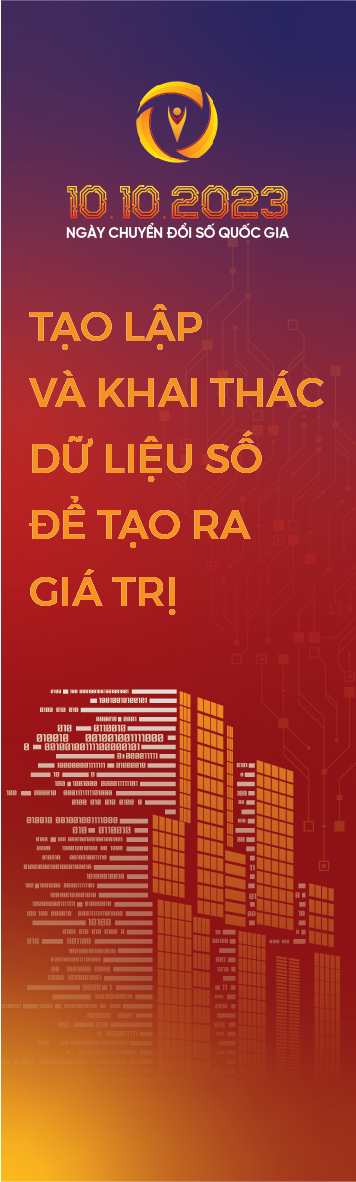 10.10.2023
NGÀY CHUYỂN ĐỔI SỐ QUỐC GIA
TẠO LẬP
VÀ KHAI THÁC
DỮ LIỆU SỐ
ĐỂ TẠO RA
GIÁ TRỊ